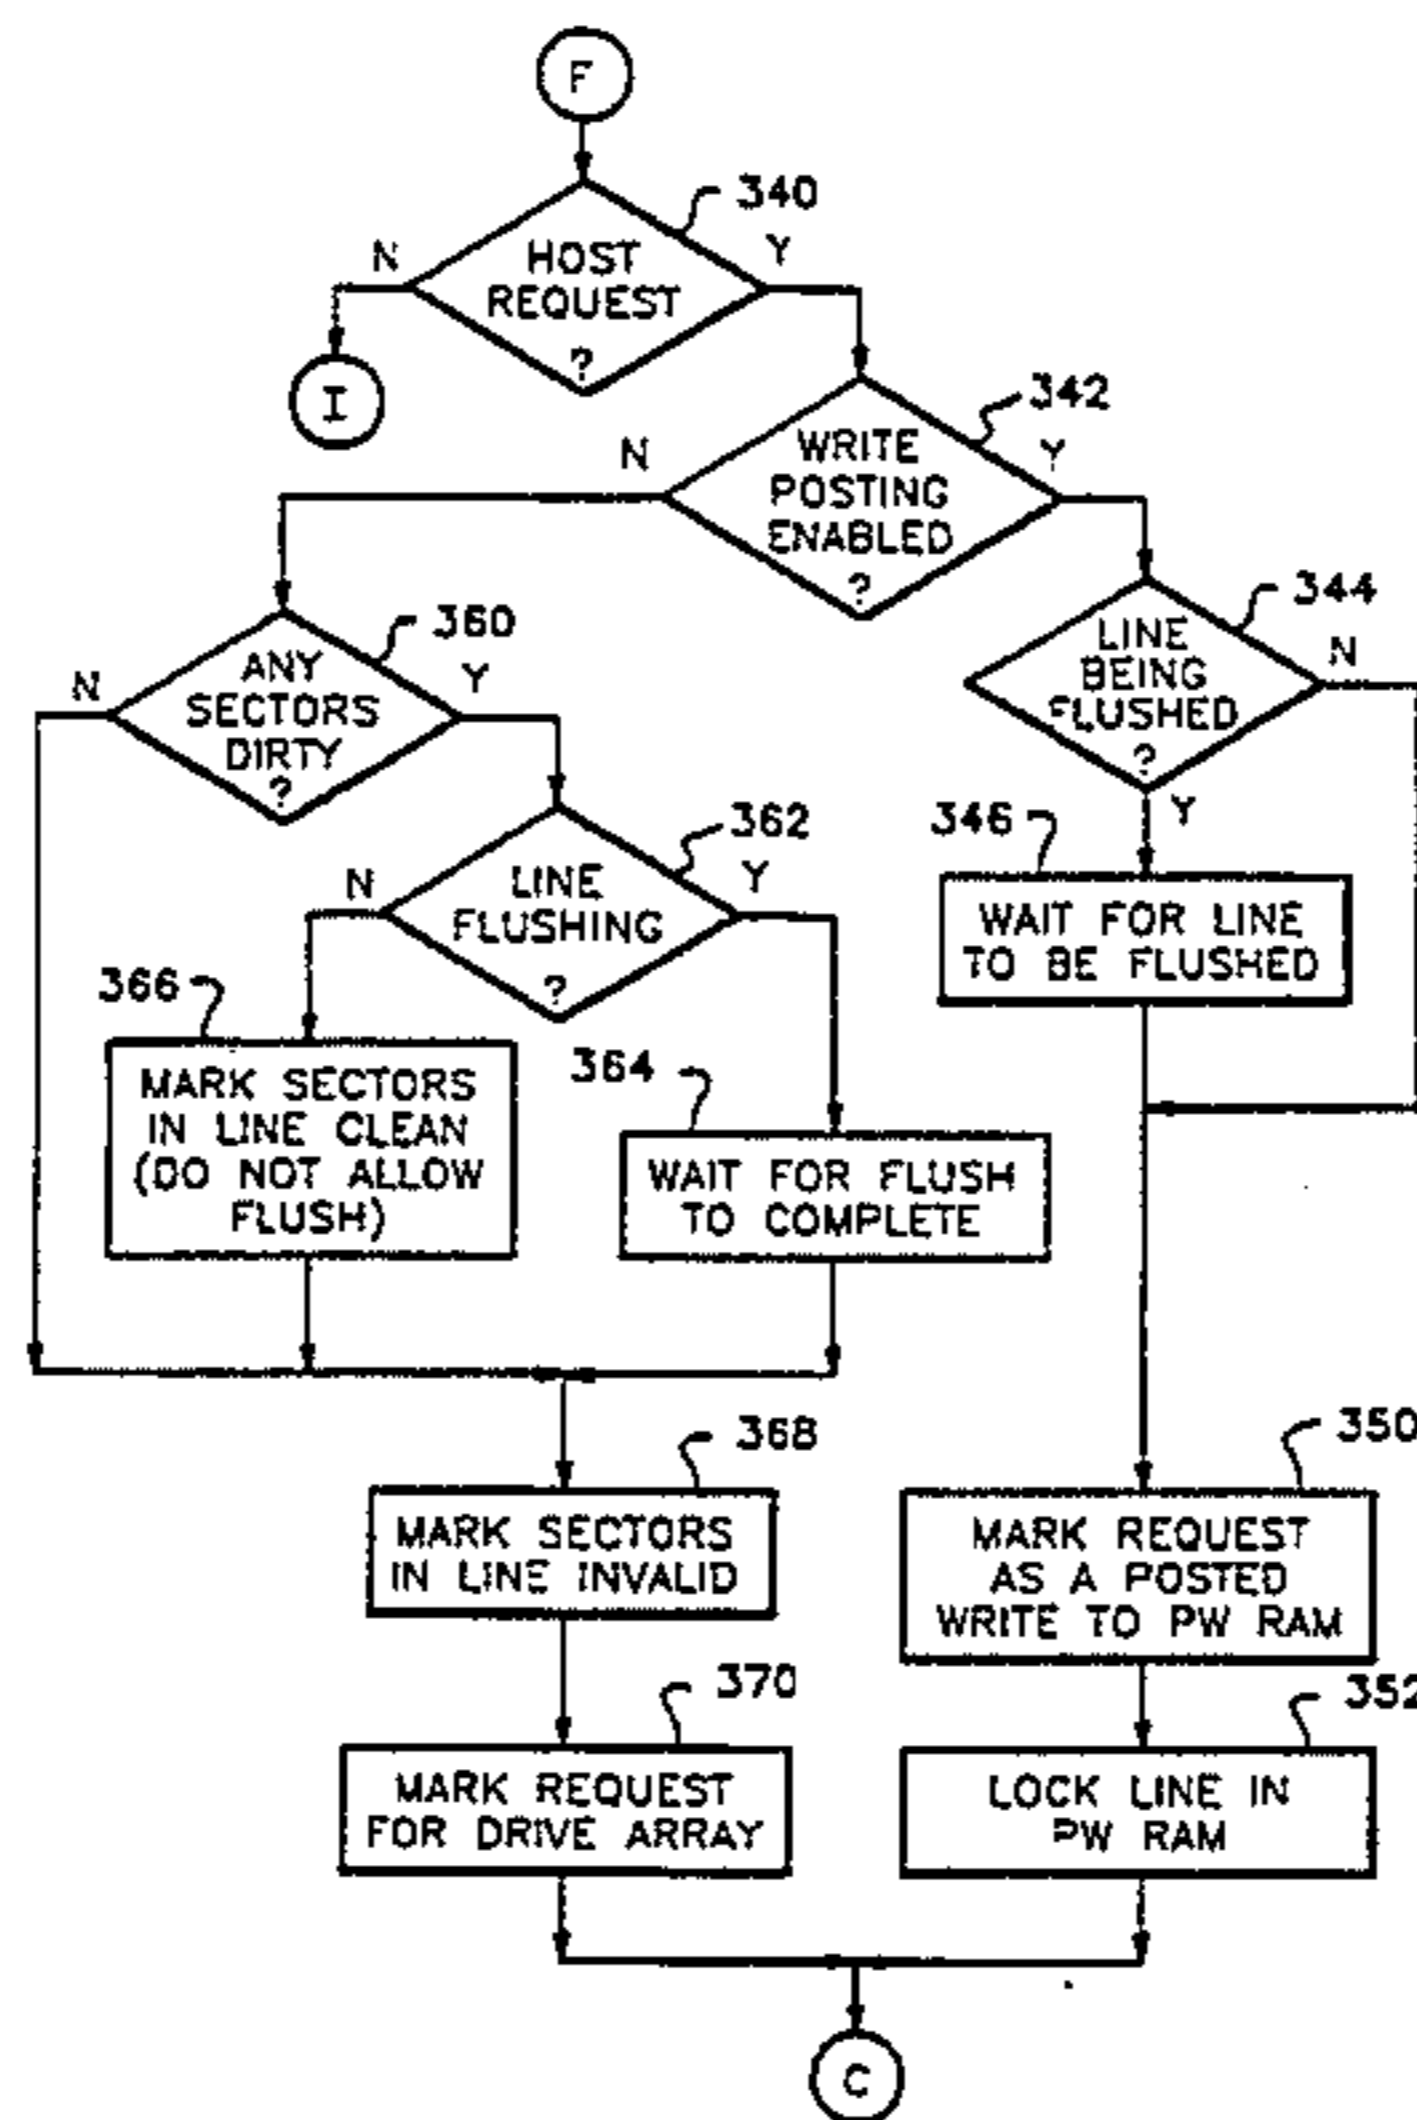 F
340
N
Y
HOST
REQUEST
?
I
342
N
Y
WRITE
POSTING
ENABLED
?
344
LINE
BEING
FLUSHED
?
N
Y
360
N
Y
ANY
SECTORS
DIRTY
?
346
WAIT FOR LINE
TO BE FLUSHED
362
N
Y
LINE
FLUSHING
?
366
MARK SECTORS
IN LINE CLEAN
(DO NOT ALLOW
FLUSH)
364
WAIT FOR FLUSH
TO COMPLETE
368
MARK SECTORS
IN LINE INVALID
350
MARK REQUEST
AS A POSTED
WRITE TO PW RAM
370
MARK REQUEST
FOR DRIVE ARRAY
352
LOCK LINE IN
PW RAM
C